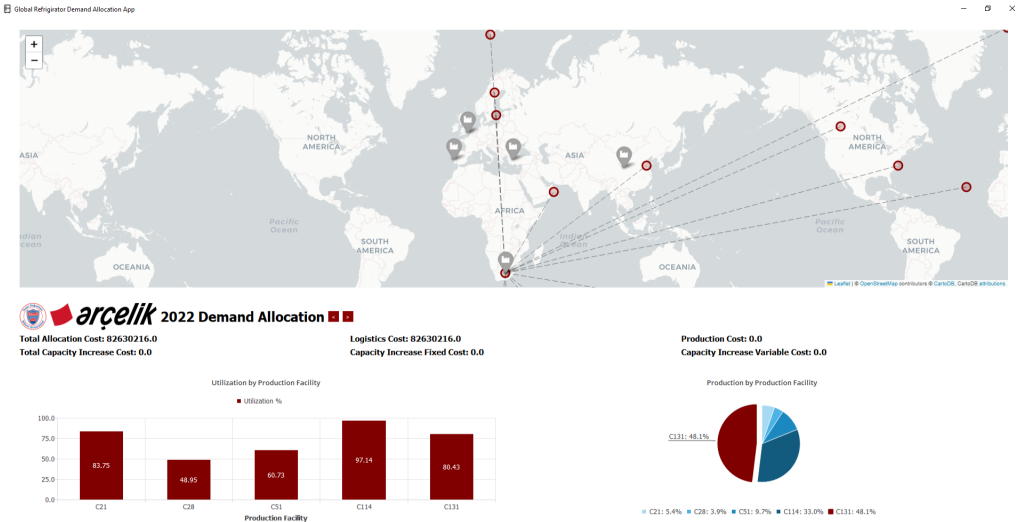 Global Refrigirator Demand Allocation App
+
−
NORTH
AMERICA
NORTH
AMERICA
ASIA
ASIA
AFRICA
Pacific
Ocean
Pacific
Ocean
Indian
Ocean
SOUTH
AMERICA
SOUTH
AMERICA
OCEANIA
OCEANIA
Leaflet | © OpenStreetMap contributors © CartoDB, CartoDB attributions
arçelik 2022 Demand Allocation < >
Total Allocation Cost: 82630216.0 Logistics Cost: 82630216.0 Production Cost: 0.0
Total Capacity Increase Cost: 0.0 Capacity Increase Fixed Cost: 0.0 Capacity Increase Variable Cost: 0.0
Utilization by Production Facility
Utilization %
100.0
75.0
50.0
25.0
0.0
83.75
48.95
60.73
97.14
80.43
C21 C28 C51 C114 C131
Production Facility
Production by Production Facility
C131: 48.1%
C21: 5.4% C28: 3.9% C51: 9.7% C114: 33.0% C131: 48.1%